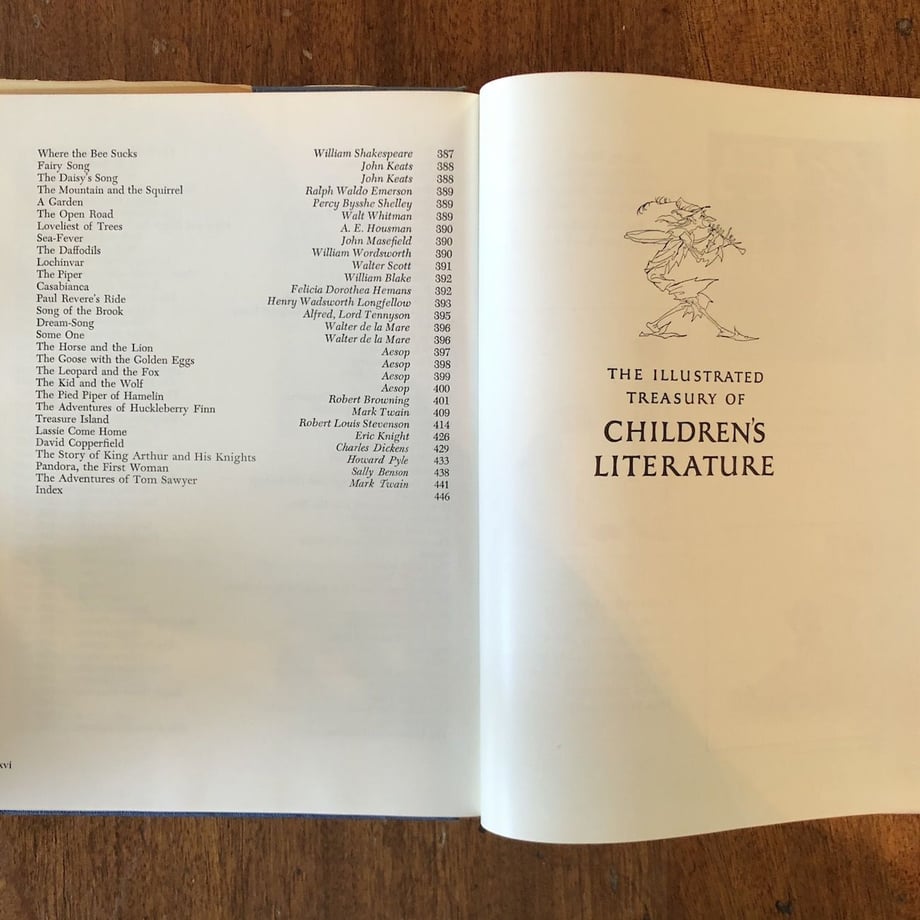 Where the Bee Sucks William Shakespeare 387
Fairy Song John Keats 388
The Daisy's Song John Keats 388
The Mountain and the Squirrel Ralph Waldo Emerson 389
A Garden Percy Bysshe Shelley 389
The Open Road Walt Whitman 389
Loveliest of Trees A. E. Housman 390
Sea-Fever John Masefield 390
The Daffodils William Wordsworth 390
Lochinvar Walter Scott 391
The Piper William Blake 392
Casabianca Felicia Dorothea Hemans 392
Paul Revere's Ride Henry Wadsworth Longfellow 393
Song of the Brook Alfred, Lord Tennyson 395
Dream-Song Walter de la Mare 396
Some One Walter de la Mare 396
The Horse and the Lion Aesop 397
The Goose with the Golden Eggs Aesop 398
The Leopard and the Fox Aesop 399
The Kid and the Wolf Aesop 400
The Pied Piper of Hamelin Robert Browning 401
The Adventures of Huckleberry Finn Mark Twain 409
Treasure Island Robert Louis Stevenson 414
Lassie Come Home Eric Knight 426
David Copperfield Charles Dickens 429
The Story of King Arthur and His Knights Howard Pyle 433
Pandora, the First Woman Sally Benson 438
The Adventures of Tom Sawyer Mark Twain 441
Index 446
xvi
THE ILLUSTRATED
TREASURY OF
CHILDREN'S
LITERATURE